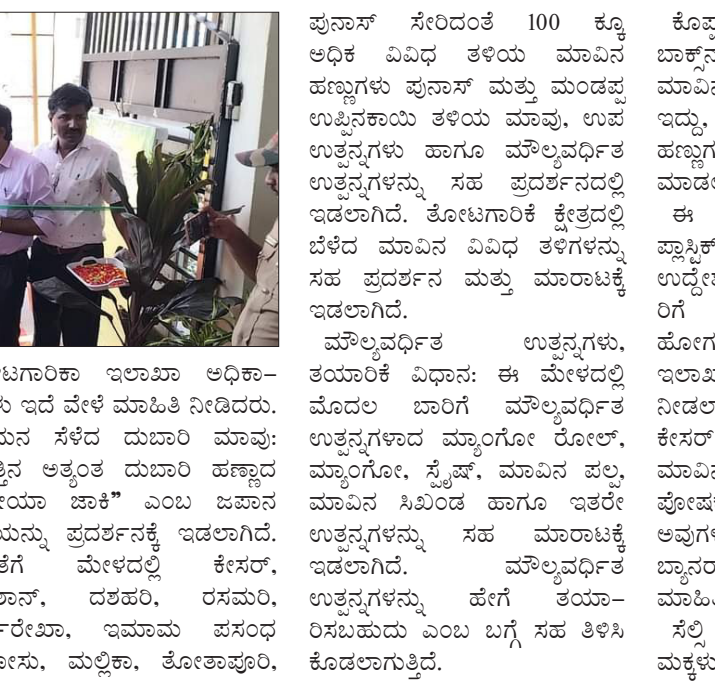 ಟಗಾರಿಕಾ ಇಲಾಖಾ ಅಧಿಕಾ–
ಳು ಇದೆ ವೇಳೆ ಮಾಹಿತಿ ನೀಡಿದರು.
ಮನ ಸೆಳೆದ ದುಬಾರಿ ಮಾವು:
ತ್ತಿನ ಅತ್ಯಂತ ದುಬಾರಿ ಹಣ್ಣಾದ
ಯಾ ಜಾಕಿ” ಎಂಬ ಜಪಾನ
ಯನ್ನು ಪ್ರದರ್ಶನಕ್ಕೆ ಇಡಲಾಗಿದೆ.
ತೆಗೆ ಮೇಳದಲ್ಲಿ ಕೇಸರ್,
ಶಾನ್, ದಶಹರಿ, ರಸಮರಿ,
ರೇಖಾ, ಇಮಾಮ ಪಸಂಧ
ೋಸು, ಮಲ್ಲಿಕಾ, ತೋತಾಪೂರಿ,
ಪುನಾಸ್ ಸೇರಿದಂತೆ 100 ಕ್ಕೂ
ಅಧಿಕ ವಿವಿಧ ತಳಿಯ ಮಾವಿನ
ಹಣ್ಣುಗಳು ಪುನಾಸ್ ಮತ್ತು ಮಂಡಪ್ಪ
ಉಪ್ಪಿನಕಾಯಿ ತಳಿಯ ಮಾವು, ಉಪ
ಉತ್ಪನ್ನಗಳು ಹಾಗೂ ಮೌಲ್ಯವರ್ಧಿತ
ಉತ್ಪನ್ನಗಳನ್ನು ಸಹ ಪ್ರದರ್ಶನದಲ್ಲಿ
ಇಡಲಾಗಿದೆ. ತೋಟಗಾರಿಕೆ ಕ್ಷೇತ್ರದಲ್ಲಿ
ಬೆಳೆದ ಮಾವಿನ ವಿವಿಧ ತಳಿಗಳನ್ನು
ಸಹ ಪ್ರದರ್ಶನ ಮತ್ತು ಮಾರಾಟಕ್ಕೆ
ಇಡಲಾಗಿದೆ.
ಮೌಲ್ಯವರ್ಧಿತ ಉತ್ಪನ್ನಗಳು,
ತಯಾರಿಕೆ ವಿಧಾನ: ಈ ಮೇಳದಲ್ಲಿ
ಮೊದಲ ಬಾರಿಗೆ ಮೌಲ್ಯವರ್ಧಿತ
ಉತ್ಪನ್ನಗಳಾದ ಮ್ಯಾಂಗೋ ರೋಲ್,
ಮ್ಯಾಂಗೋ, ಸ್ಕ್ವೈಷ್, ಮಾವಿನ ಪಲ್ಪ,
ಮಾವಿನ ಸಿಖಂಡ ಹಾಗೂ ಇತರೇ
ಉತ್ಪನ್ನಗಳನ್ನು ಸಹ ಮಾರಾಟಕ್ಕೆ
ಇಡಲಾಗಿದೆ. ಮೌಲ್ಯವರ್ಧಿತ
ಉತ್ಪನ್ನಗಳನ್ನು ಹೇಗೆ ತಯಾ–
ರಿಸಬಹುದು ಎಂಬ ಬಗ್ಗೆ ಸಹ ತಿಳಿಸಿ
ಕೊಡಲಾಗುತ್ತಿದೆ.
ಕೊಪ್ಪ
ಬಾಕ್ಸ್‌ನ
ಮಾವಿನ
ಇದ್ದು,
ಹಣ್ಣುಗ
ಮಾಡಲ
ಈ
ಪ್ಲಾಸ್ಟಿಕ್
ಉದ್ದೇಶ
ರಿಗೆ
ಹೋಗ
ಇಲಾಖ
ನೀಡಲ
ಕೇಸರ್
ಮಾವಿನ
ಪೋಷಕ
ಅವುಗಳ
ಬ್ಯಾನರ
ಮಾಹಿತಿ
ಸೆಲ್ಫಿ
ಮಕ್ಕಳು